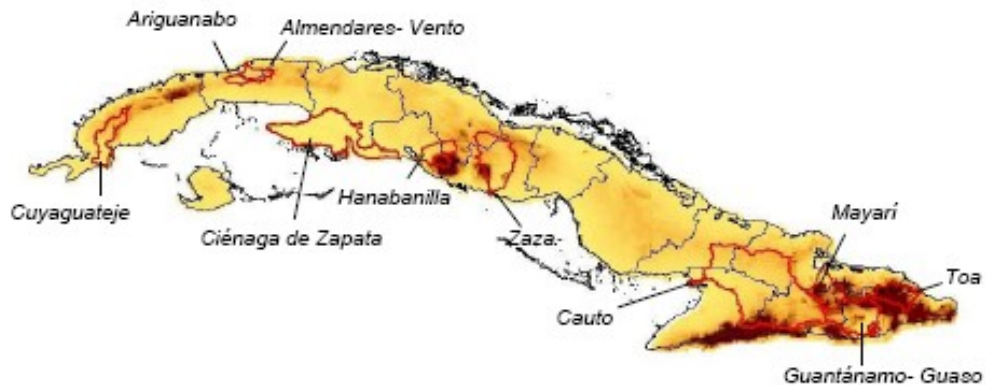 Ariguanabo
Almendares- Vento
Cuyaguateje
Ciénaga de Zapata
Hanabanilla
Zaza
Mayarí
Toa
Cauto
Guantánamo- Guaso